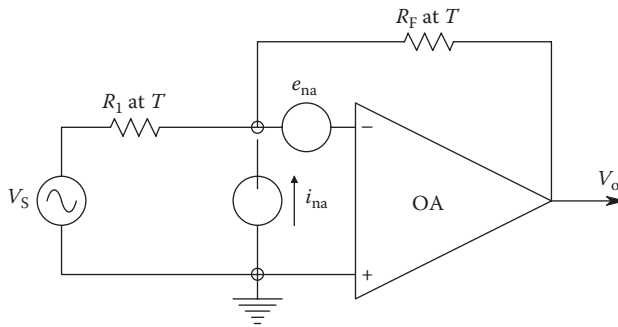 R_F at T
e_na
R_1 at T
−
V_S
i_na
OA
V_o
+